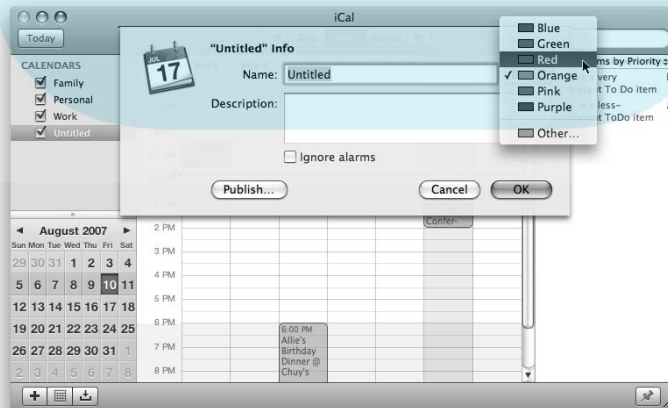 iCal
Today
"Untitled" Info
JUL
17
Name: Untitled
Description:
Ignore alarms
Publish...
Cancel
OK
Blue
Green
Red
✓ Orange
Pink
Purple
Other...
ms by Priority
very
To Do item
less-
ToDo item
CALENDARS
Family
Personal
Work
Untitled
Confer-
2 PM
3 PM
4 PM
5 PM
6 PM
7 PM
8 PM
6:00 PM
Allie's
Birthday
Dinner @
Chuy's
August 2007
Sun Mon Tue Wed Thu Fri Sat
29 30 31 1 2 3 4
5 6 7 8 9 10 11
12 13 14 15 16 17 18
19 20 21 22 23 24 25
26 27 28 29 30 31 1
2 3 4 5 6 7 8